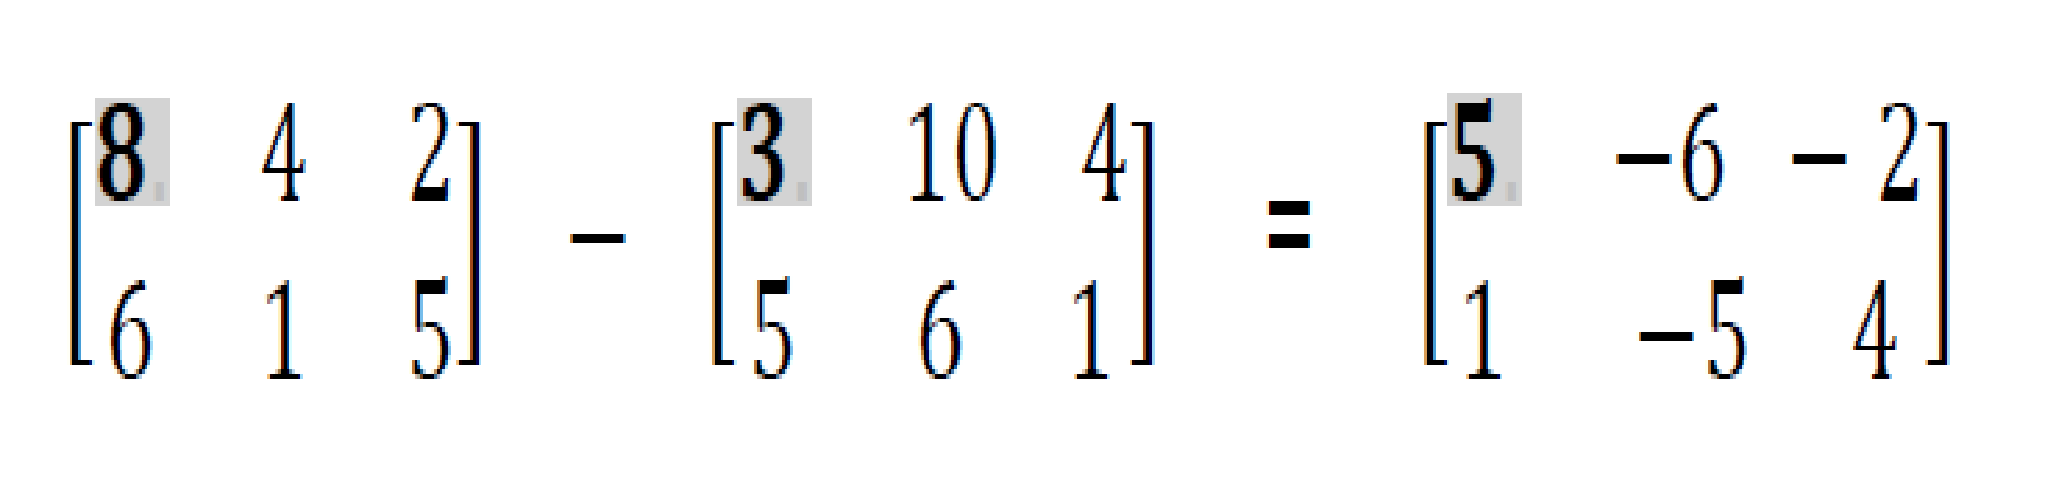 [8. 4 2] − [3. 10 4] = [5. −6 − 2]
[6 1 5] [5 6 1] [1 −5 4]